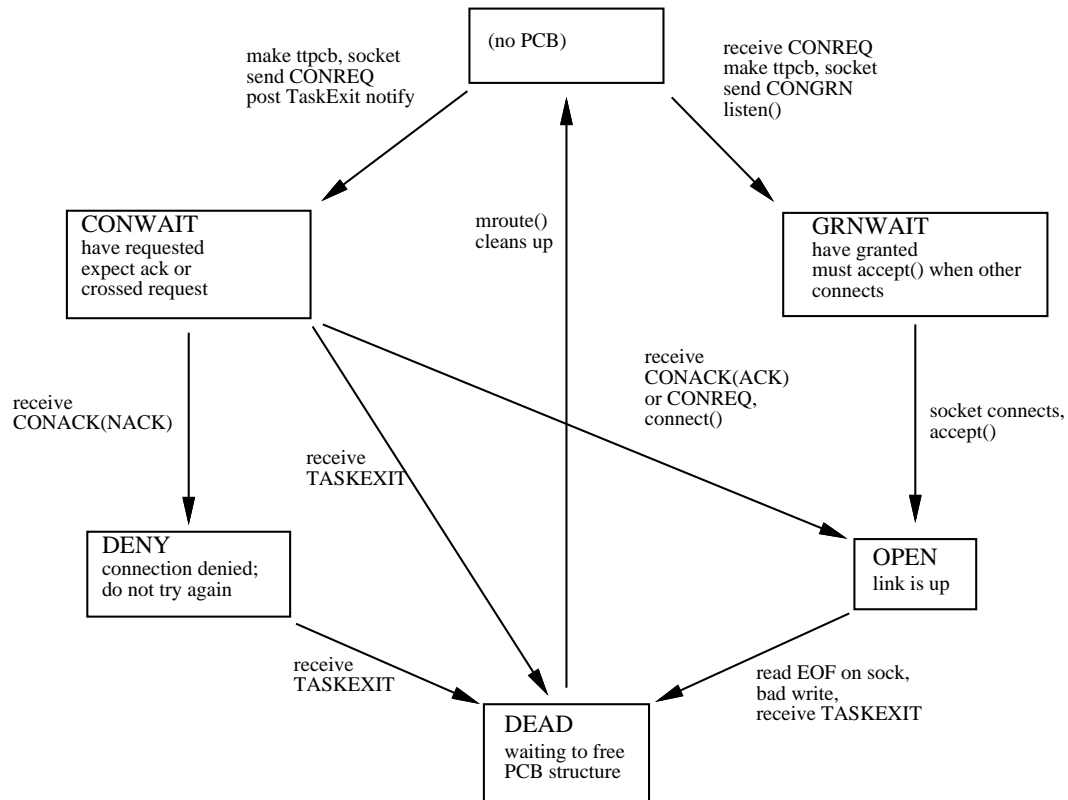 (no PCB)
make ttpcb, socket
send CONREQ
post TaskExit notify
receive CONREQ
make ttpcb, socket
send CONGRN
listen()
CONWAIT
have requested
expect ack or
crossed request
mroute()
cleans up
GRNWAIT
have granted
must accept() when other
connects
receive
CONACK(NACK)
receive
TASKEXIT
receive
CONACK(ACK)
or CONREQ,
connect()
socket connects,
accept()
DENY
connection denied;
do not try again
OPEN
link is up
receive
TASKEXIT
read EOF on sock,
bad write,
receive TASKEXIT
DEAD
waiting to free
PCB structure